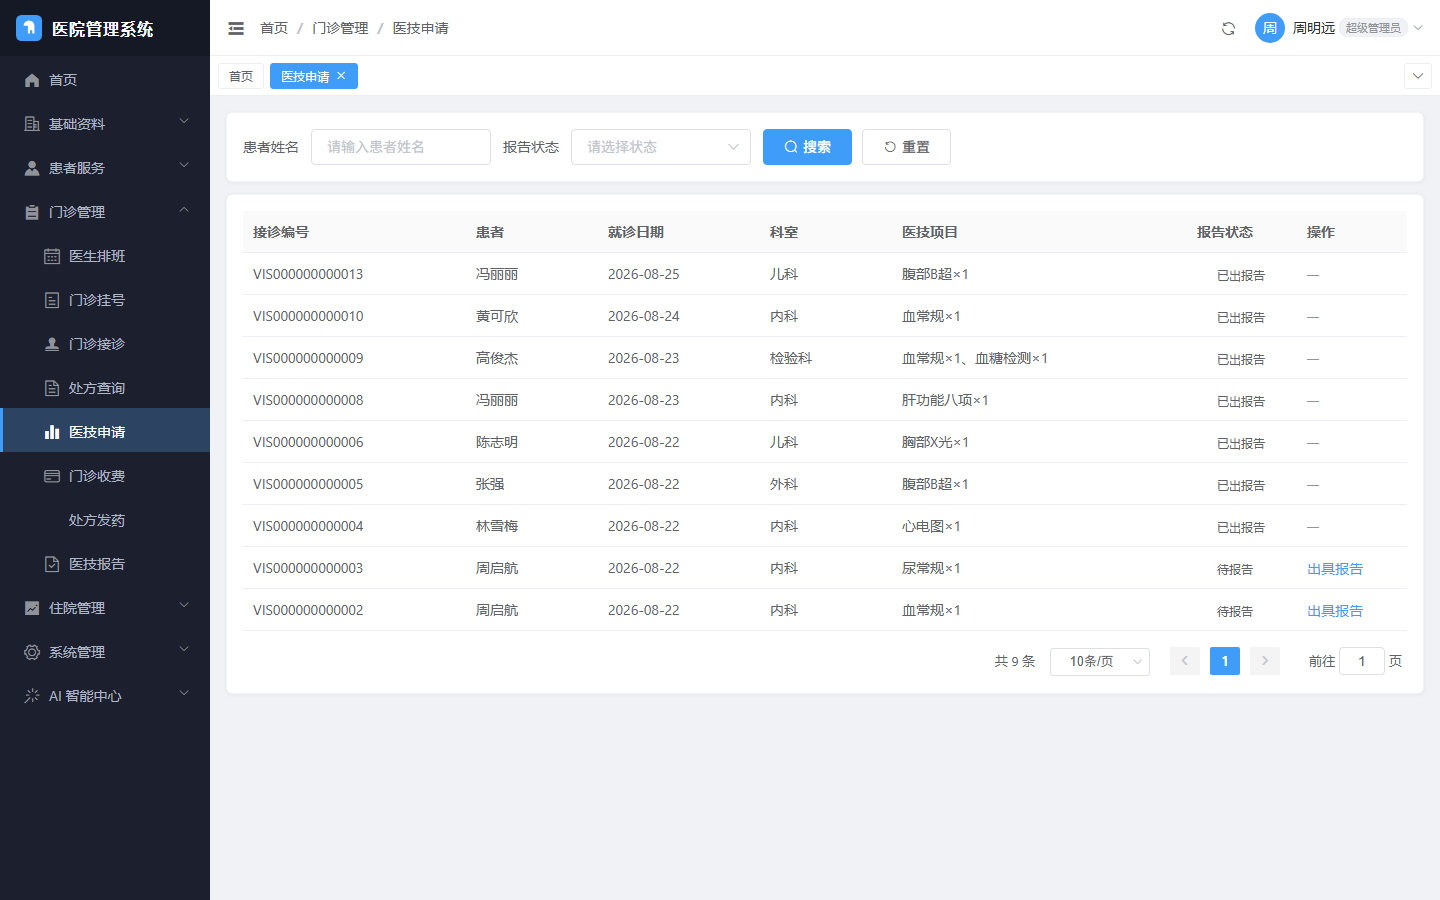 医院管理系统
首页 / 门诊管理 / 医技申请
周 周明远 超级管理员
首页
基础资料
患者服务
门诊管理
医生排班
门诊挂号
门诊接诊
处方查询
医技申请
门诊收费
处方发药
医技报告
住院管理
系统管理
AI 智能中心
首页 医技申请
患者姓名 请输入患者姓名 报告状态 请选择状态 搜索 重置
接诊编号 患者 就诊日期 科室 医技项目 报告状态 操作
VIS000000000013 冯丽丽 2026-08-25 儿科 腹部B超×1 已出报告 —
VIS000000000010 黄可欣 2026-08-24 内科 血常规×1 已出报告 —
VIS000000000009 高俊杰 2026-08-23 检验科 血常规×1、血糖检测×1 已出报告 —
VIS000000000008 冯丽丽 2026-08-23 内科 肝功能八项×1 已出报告 —
VIS000000000006 陈志明 2026-08-22 儿科 胸部X光×1 已出报告 —
VIS000000000005 张强 2026-08-22 外科 腹部B超×1 已出报告 —
VIS000000000004 林雪梅 2026-08-22 内科 心电图×1 已出报告 —
VIS000000000003 周启航 2026-08-22 内科 尿常规×1 待报告 出具报告
VIS000000000002 周启航 2026-08-22 内科 血常规×1 待报告 出具报告
共 9 条 10条/页 1 前往 1 页